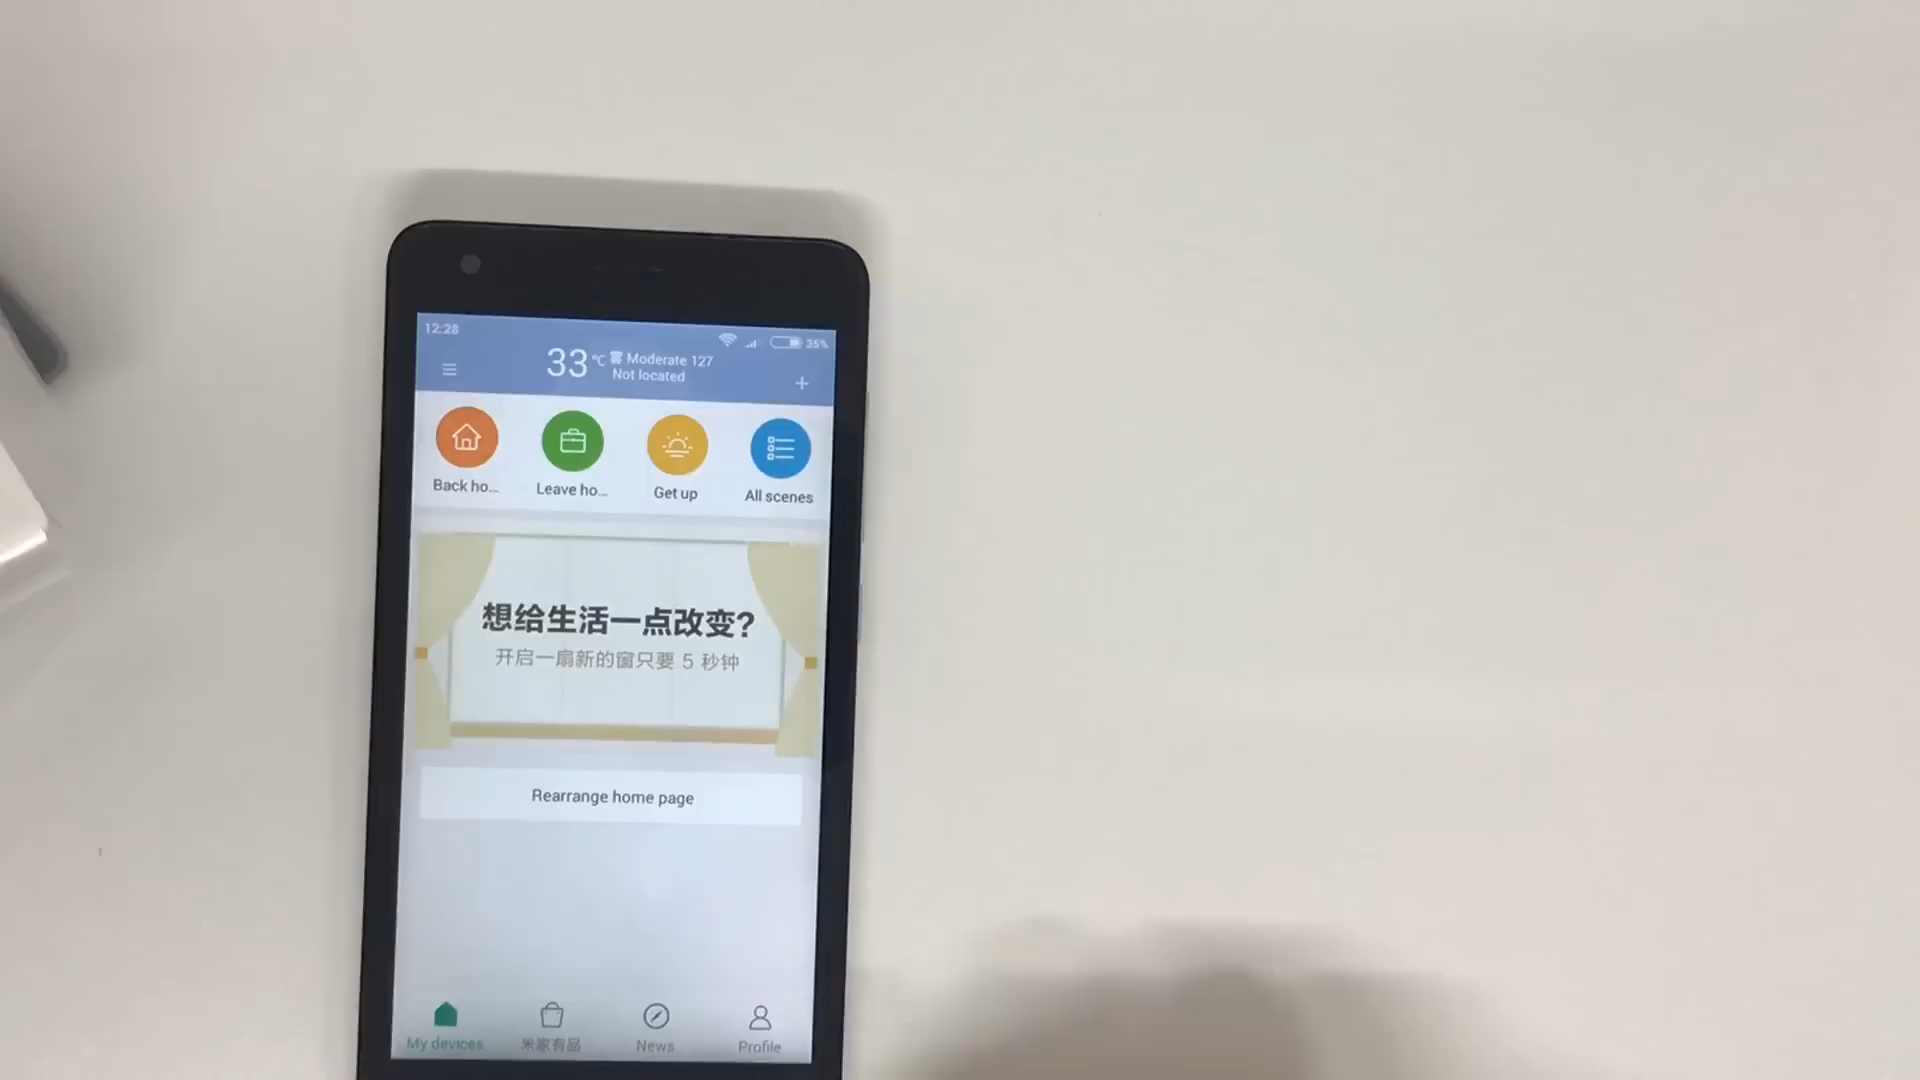 12:28
35%
33 °C 雾 Moderate 127
Not located
Back ho...
Leave ho...
Get up
All scenes
想给生活一点改变?
开启一扇新的窗只要 5 秒钟
Rearrange home page
My devices
米家有品
News
Profile